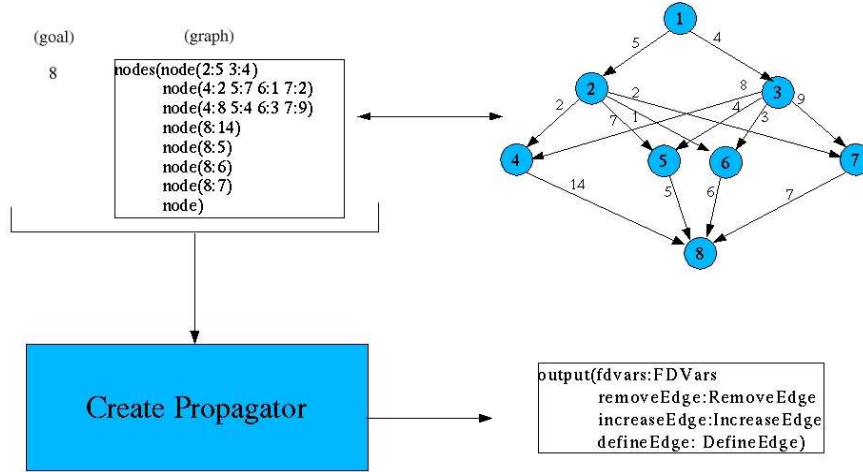 (goal)
(graph)
8
nodes(node(2:5 3:4)
node(4:2 5:7 6:1 7:2)
node(4:8 5:4 6:3 7:9)
node(8:14)
node(8:5)
node(8:6)
node(8:7)
node)
1
5
4
2
3
2
7
1
2
8
4
3
9
4
5
6
7
14
5
6
7
8
Create Propagator
output(fdvars:FDVars
removeEdge:RemoveEdge
increaseEdge:IncreaseEdge
defineEdge: DefineEdge)